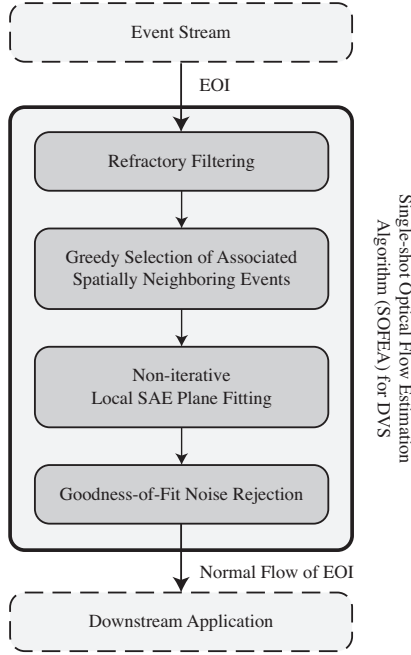 Event Stream
EOI
Refractory Filtering
Greedy Selection of Associated
Spatially Neighboring Events
Non-iterative
Local SAE Plane Fitting
Goodness-of-Fit Noise Rejection
Normal Flow of EOI
Downstream Application
Single-shot Optical Flow Estimation
Algorithm (SOFEA) for DVS